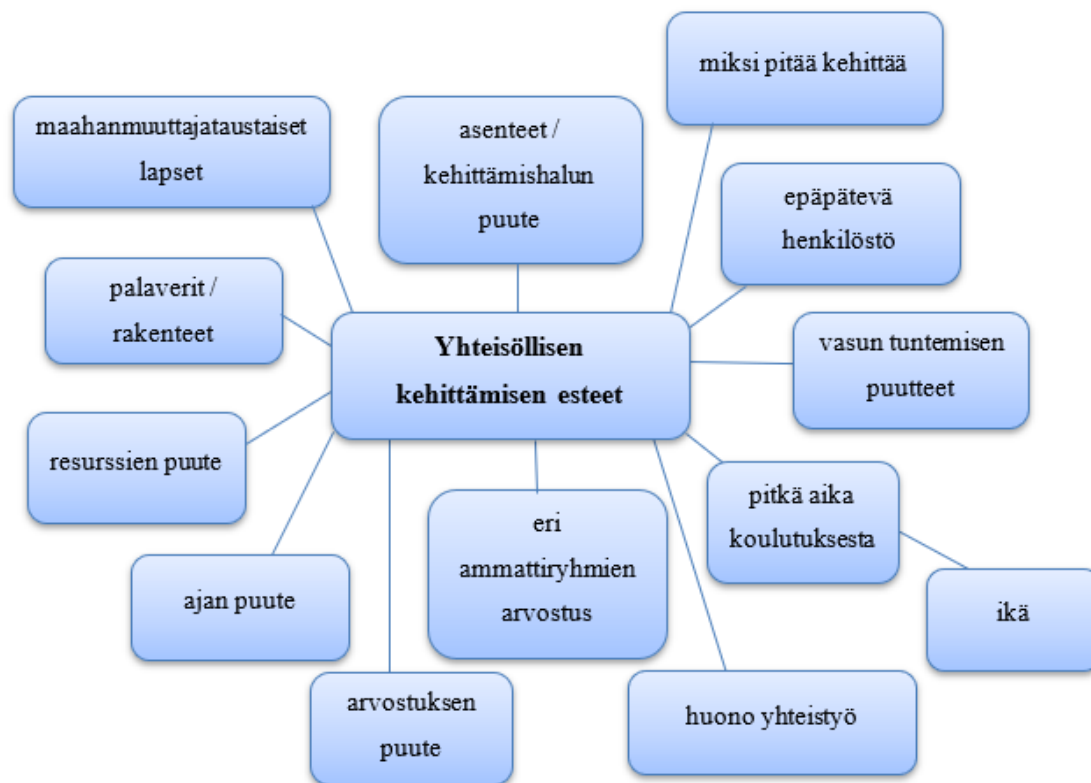 miksi pitää kehittää
maahanmuuttajataustaiset
lapset
asenteet /
kehittämishalun
puute
epäpätevä
henkilöstö
palaverit /
rakenteet
Yhteisöllisen
kehittämisen esteet
vasun tuntemisen
puutteet
resurssien puute
pitkä aika
koulutuksesta
eri
ammattiryhmien
arvostus
ajan puute
ikä
arvostuksen
puute
huono yhteistyö